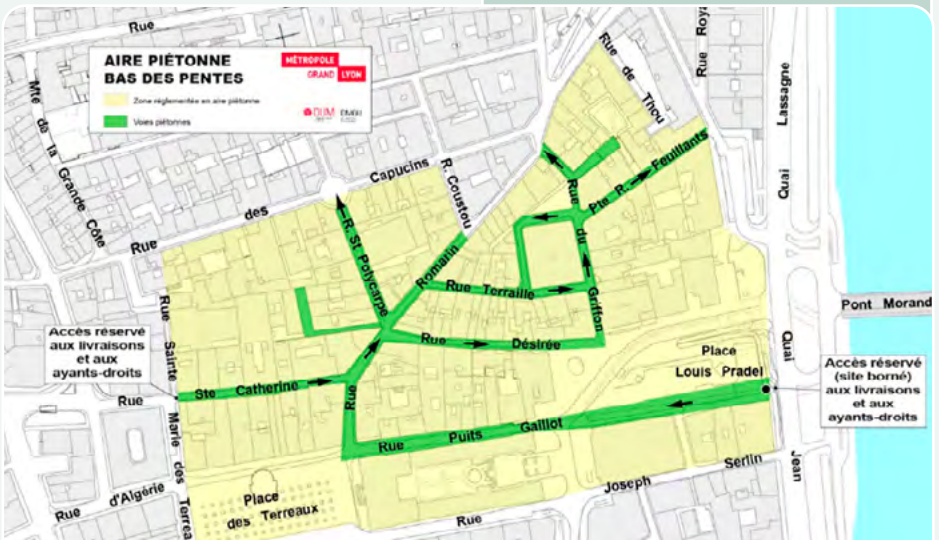 Rue
AIRE PIÉTONNE
BAS DES PENTES
MÉTROPOLE
GRAND LYON
Zone réglementée en aire piétonne
Voies piétonnes
Mte de la Grande Côte
Rue de Thou
Rue
Quai Lassagne
Rue des Capucins
R. Coustou
R. St Polycarpe
Romarin
Rue Terraille
Rue du Griffon
Pte R. Feuillants
Pont Morand
Rue Sainte Marie des
Accès réservé
aux livraisons
et aux
ayants-droits
Rue
Ste Catherine
Rue
Rue Désirée
Place
Louis Pradel
Quai Jean
Accès réservé
(site borné)
aux livraisons
et aux
ayants-droits
Rue Puits Gaillot
Rue d'Algérie
Place
des Terreaux
Rue Joseph Serlin